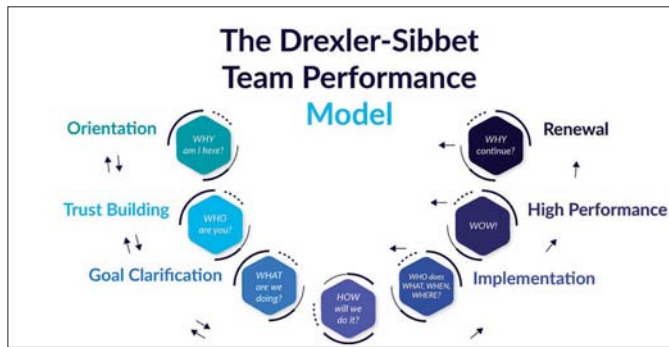 The Drexler-Sibbet
Team Performance
Model
Orientation
WHY
am I here?
Trust Building
WHO
are you?
Goal Clarification
WHAT
are we
doing?
HOW
will we
do it?
WHO does
WHAT, WHEN,
WHERE?
Implementation
WOW!
High Performance
WHY
continue?
Renewal